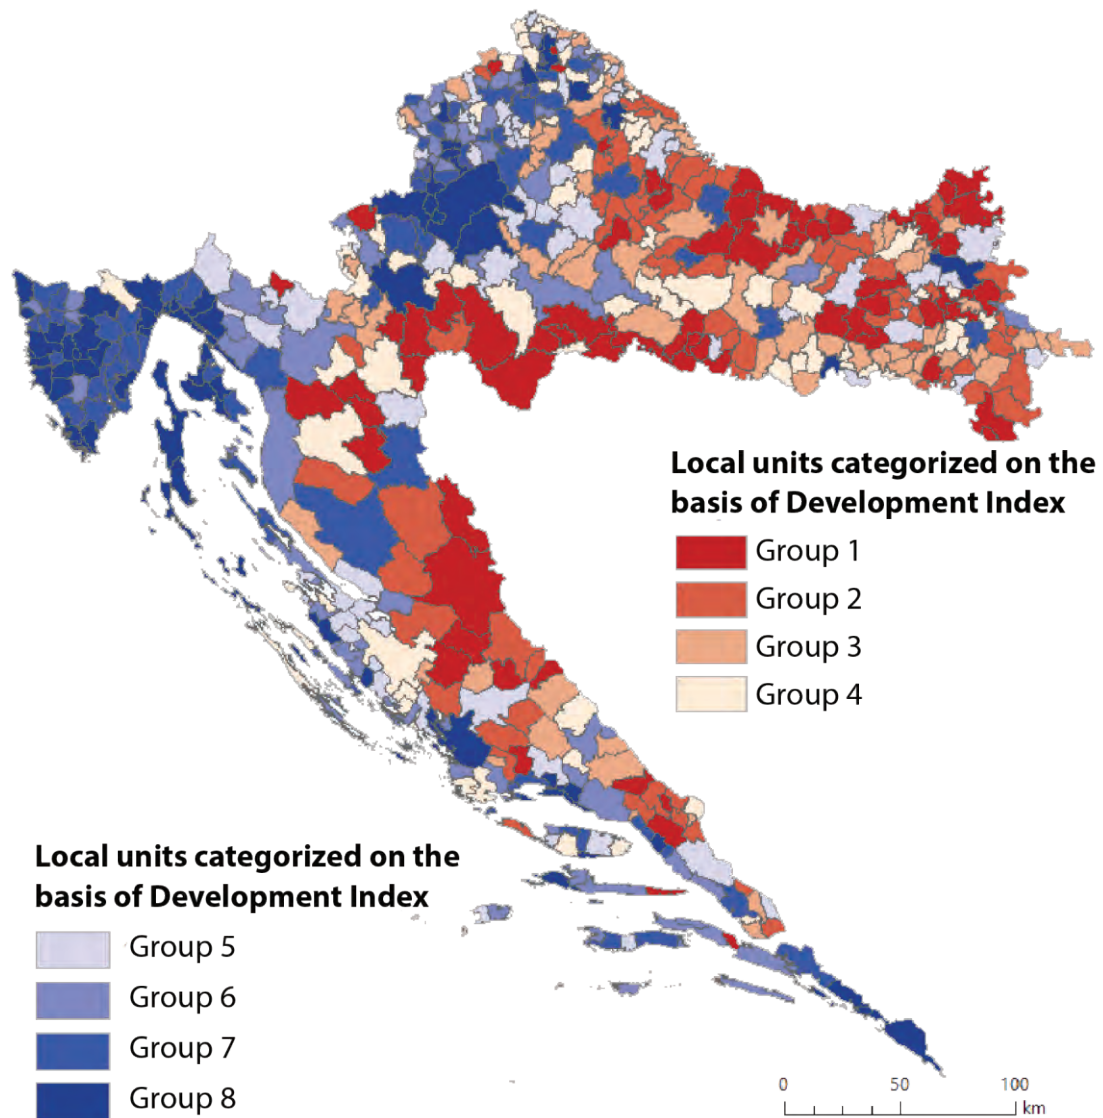 Local units categorized on the
basis of Development Index
Group 1
Group 2
Group 3
Group 4
Local units categorized on the
basis of Development Index
Group 5
Group 6
Group 7
Group 8
0 50 100
km